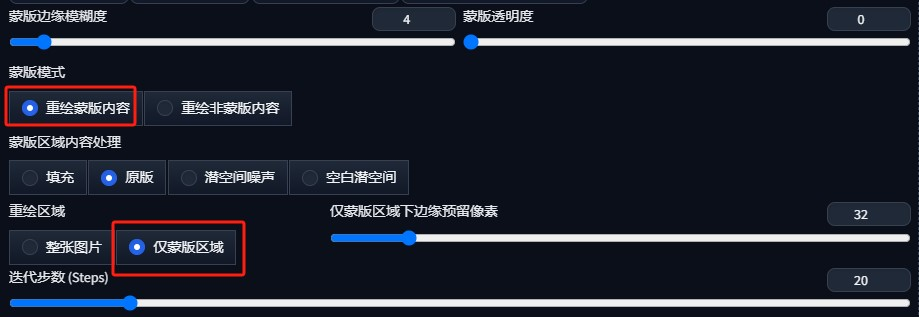 蒙版边缘模糊度 4 蒙版透明度 0
蒙版模式
重绘蒙版内容 重绘非蒙版内容
蒙版区域内容处理
填充 原版 潜空间噪声 空白潜空间
重绘区域 仅蒙版区域下边缘预留像素 32
整张图片 仅蒙版区域
迭代步数 (Steps) 20